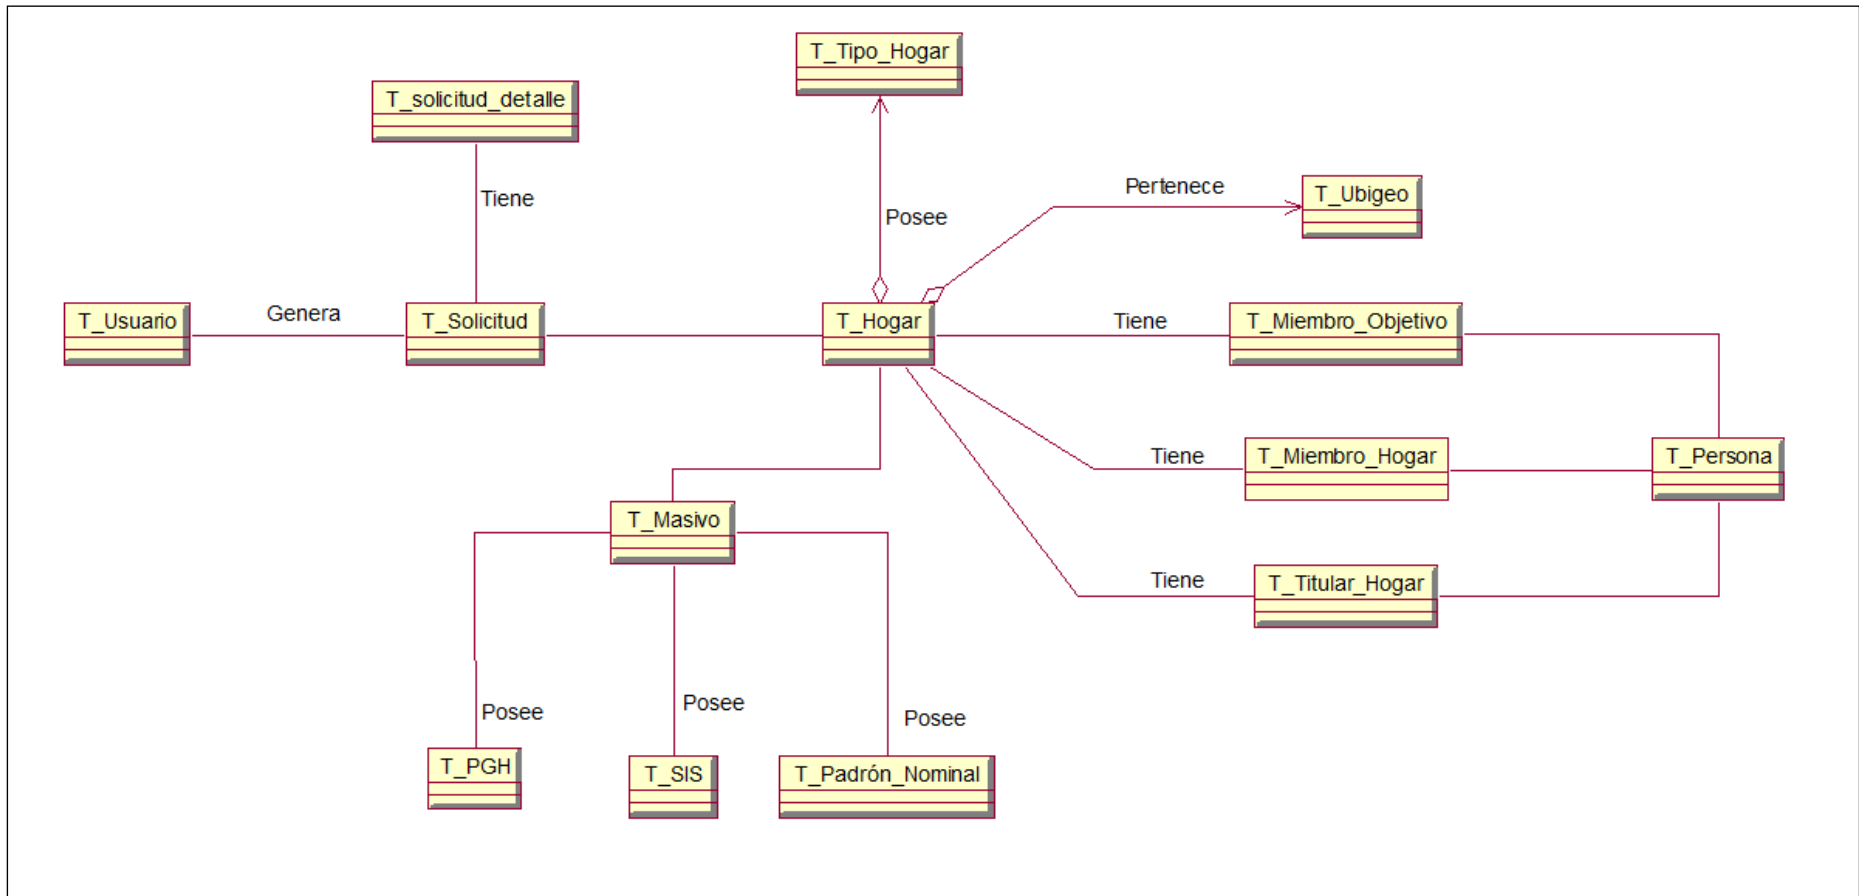 T_Tipo_Hogar
T_solicitud_detalle
Tiene
Posee
Pertenece
T_Ubigeo
T_Usuario
Genera
T_Solicitud
T_Hogar
Tiene
T_Miembro_Objetivo
Tiene
T_Miembro_Hogar
T_Persona
T_Masivo
Tiene
T_Titular_Hogar
Posee
Posee
Posee
T_PGH
T_SIS
T_Padrón_Nominal